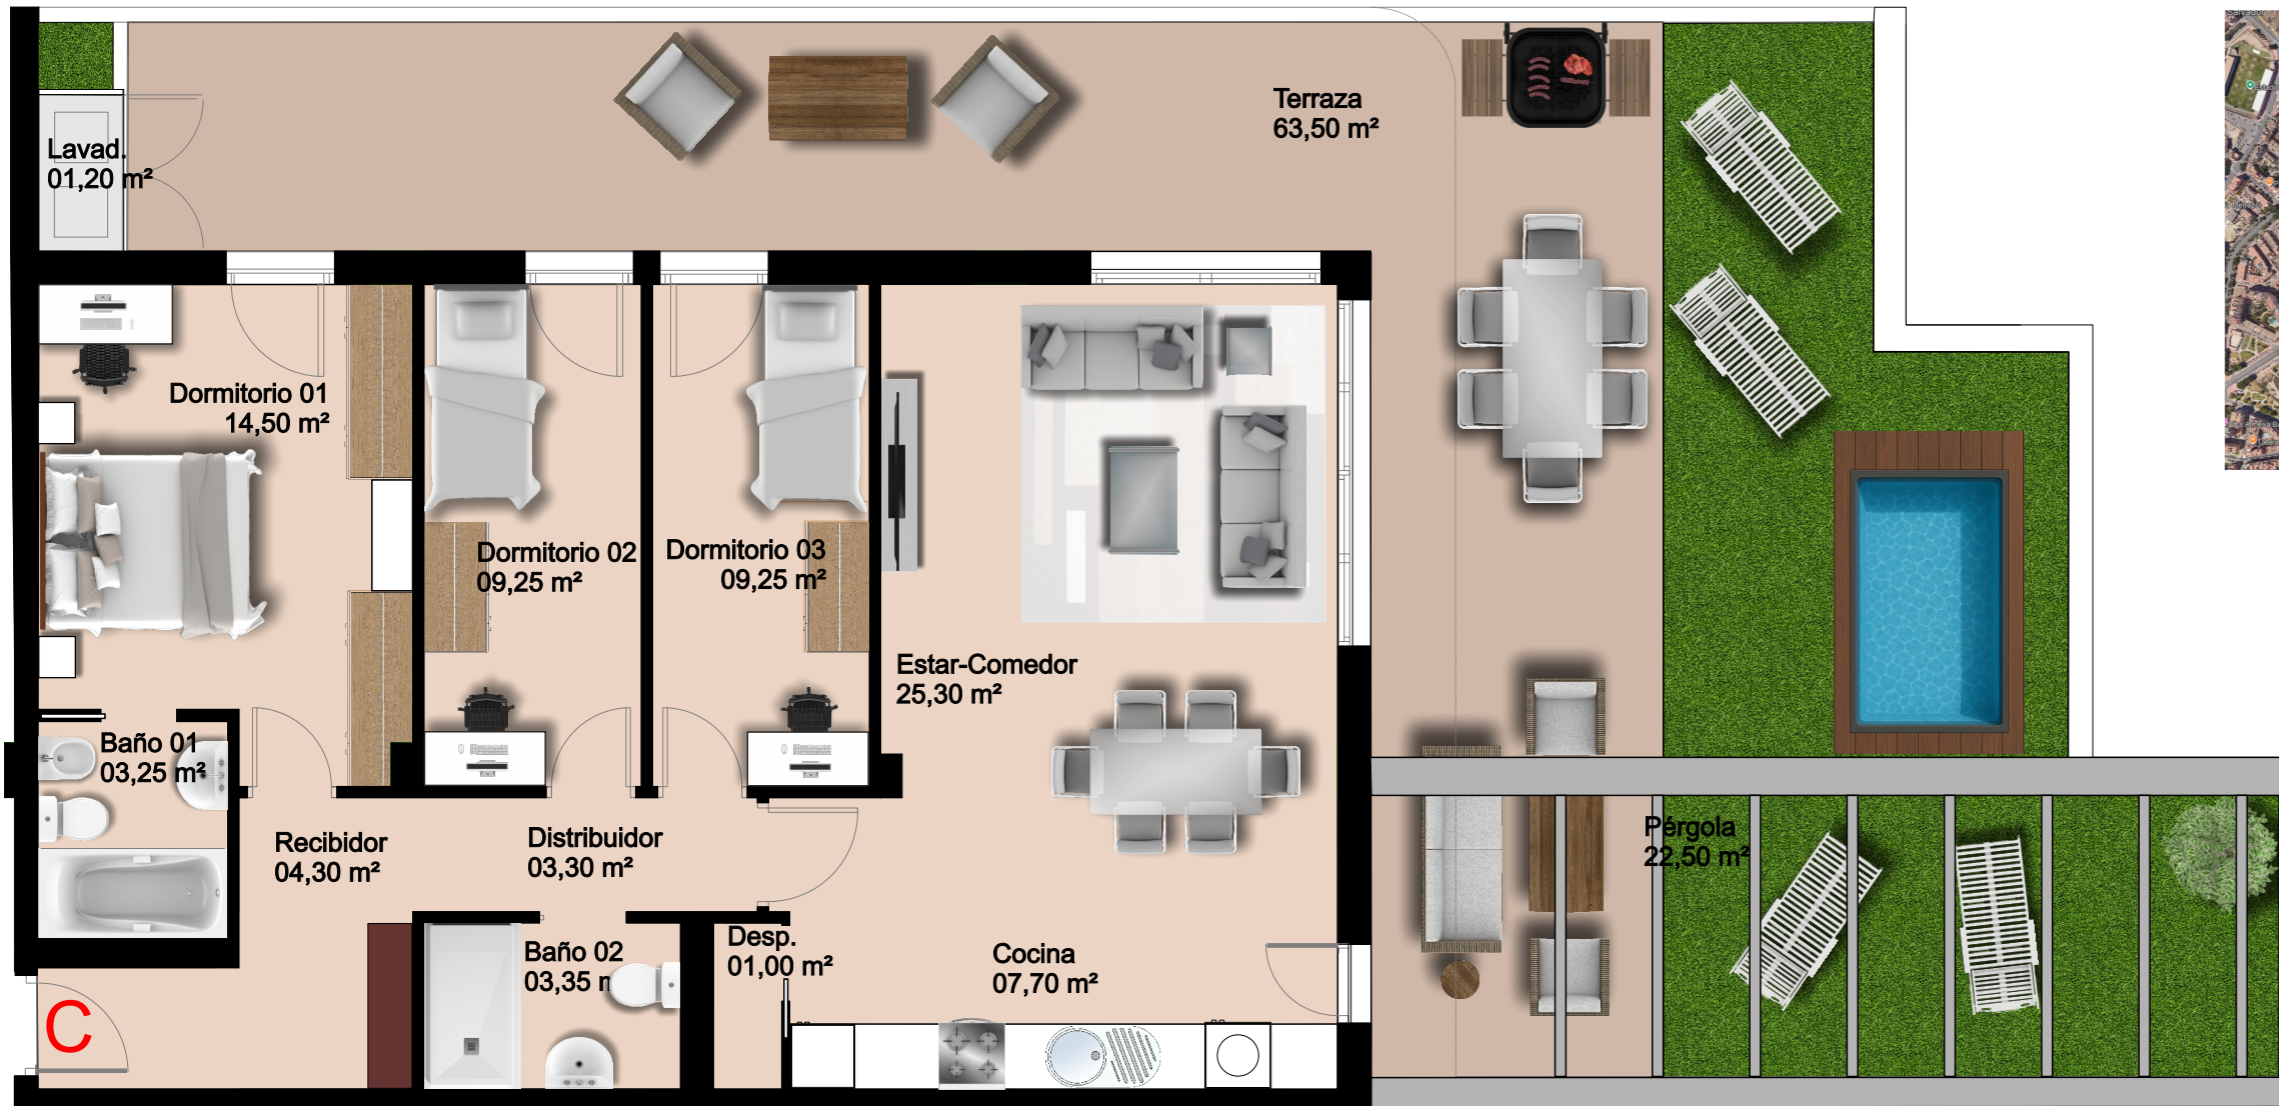 Lavad.
01,20 m²
Terraza
63,50 m²
Dormitorio 01
14,50 m²
Dormitorio 02
09,25 m²
Dormitorio 03
09,25 m²
Estar-Comedor
25,30 m²
Baño 01
03,25 m²
Recibidor
04,30 m²
Distribuidor
03,30 m²
Pérgola
22,50 m²
Baño 02
03,35 m
Desp.
01,00 m²
Cocina
07,70 m²
C